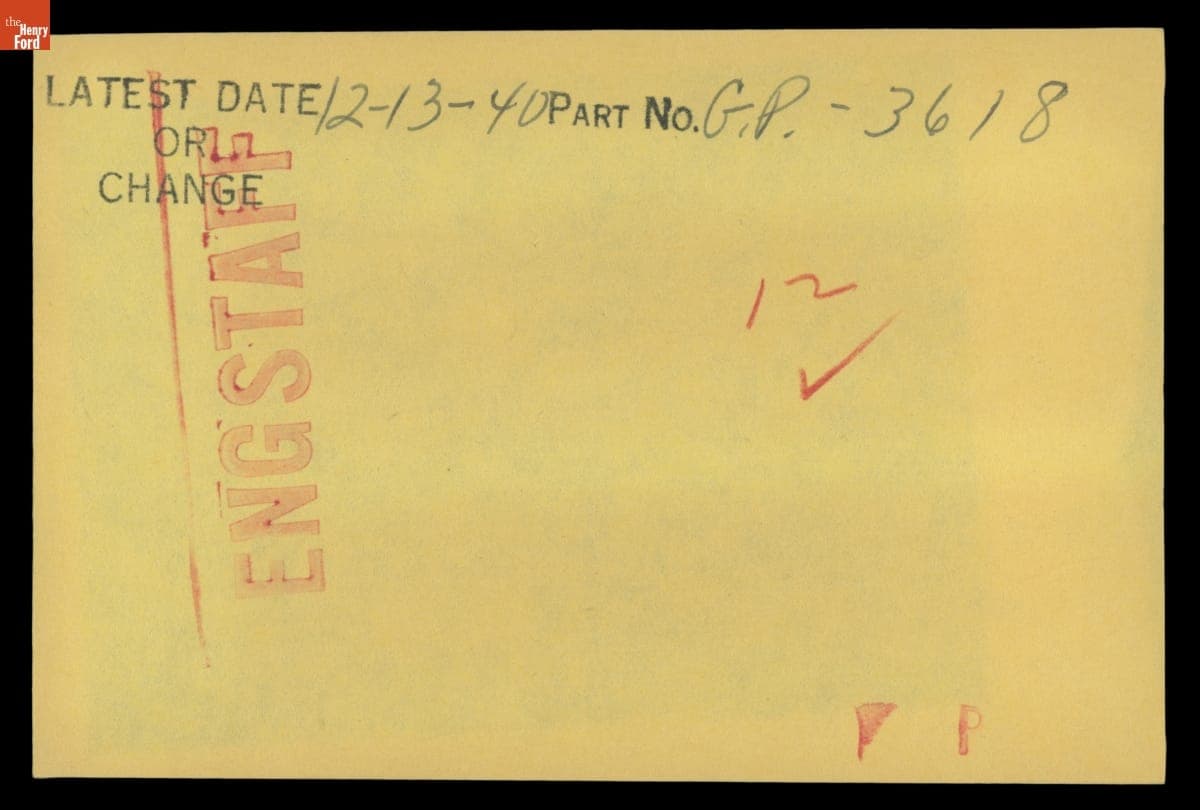 the
Henry
Ford
LATEST DATE 12-13-40 PART No. G.P. - 3618
OR
CHANGE
ENGSTAFF
12
P P